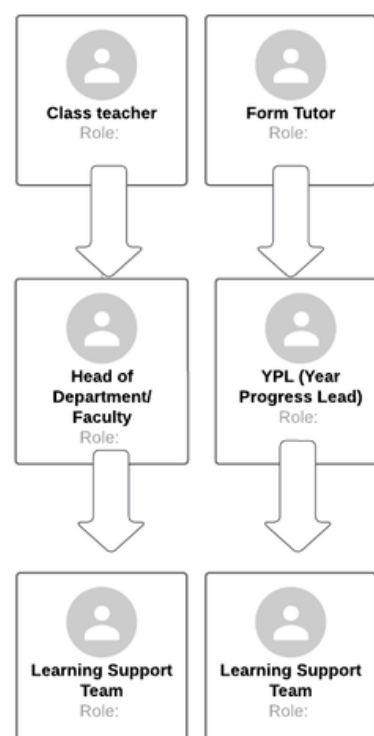 Class teacher
Role:
Form Tutor
Role:
Head of
Department/
Faculty
Role:
YPL (Year
Progress Lead)
Role:
Learning Support
Team
Role:
Learning Support
Team
Role: